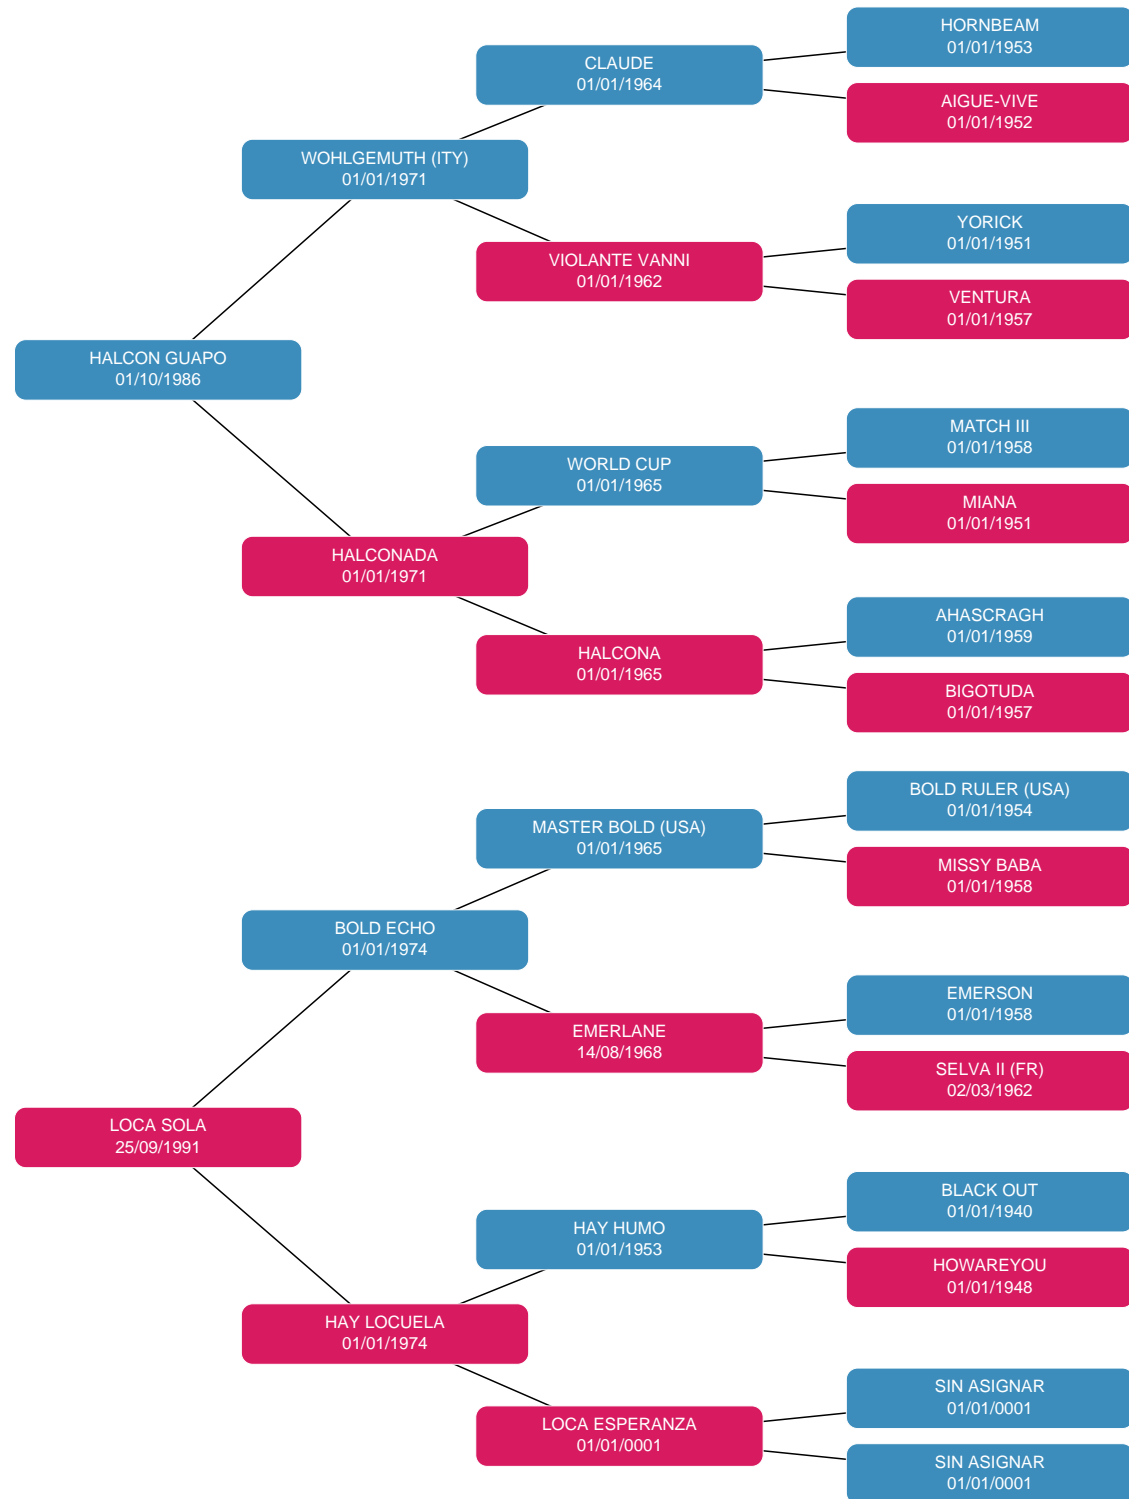 HORNBEAM
01/01/1953
CLAUDE
01/01/1964
AIGUE-VIVE
01/01/1952
WOHLGEMUTH (ITY)
01/01/1971
YORICK
01/01/1951
VIOLANTE VANNI
01/01/1962
VENTURA
01/01/1957
HALCON GUAPO
01/10/1986
MATCH III
01/01/1958
WORLD CUP
01/01/1965
MIANA
01/01/1951
HALCONADA
01/01/1971
AHASCRAGH
01/01/1959
HALCONA
01/01/1965
BIGOTUDA
01/01/1957
BOLD RULER (USA)
01/01/1954
MASTER BOLD (USA)
01/01/1965
MISSY BABA
01/01/1958
BOLD ECHO
01/01/1974
EMERSON
01/01/1958
EMERLANE
14/08/1968
SELVA II (FR)
02/03/1962
LOCA SOLA
25/09/1991
BLACK OUT
01/01/1940
HAY HUMO
01/01/1953
HOWAREYOU
01/01/1948
HAY LOCUELA
01/01/1974
SIN ASIGNAR
01/01/0001
LOCA ESPERANZA
01/01/0001
SIN ASIGNAR
01/01/0001